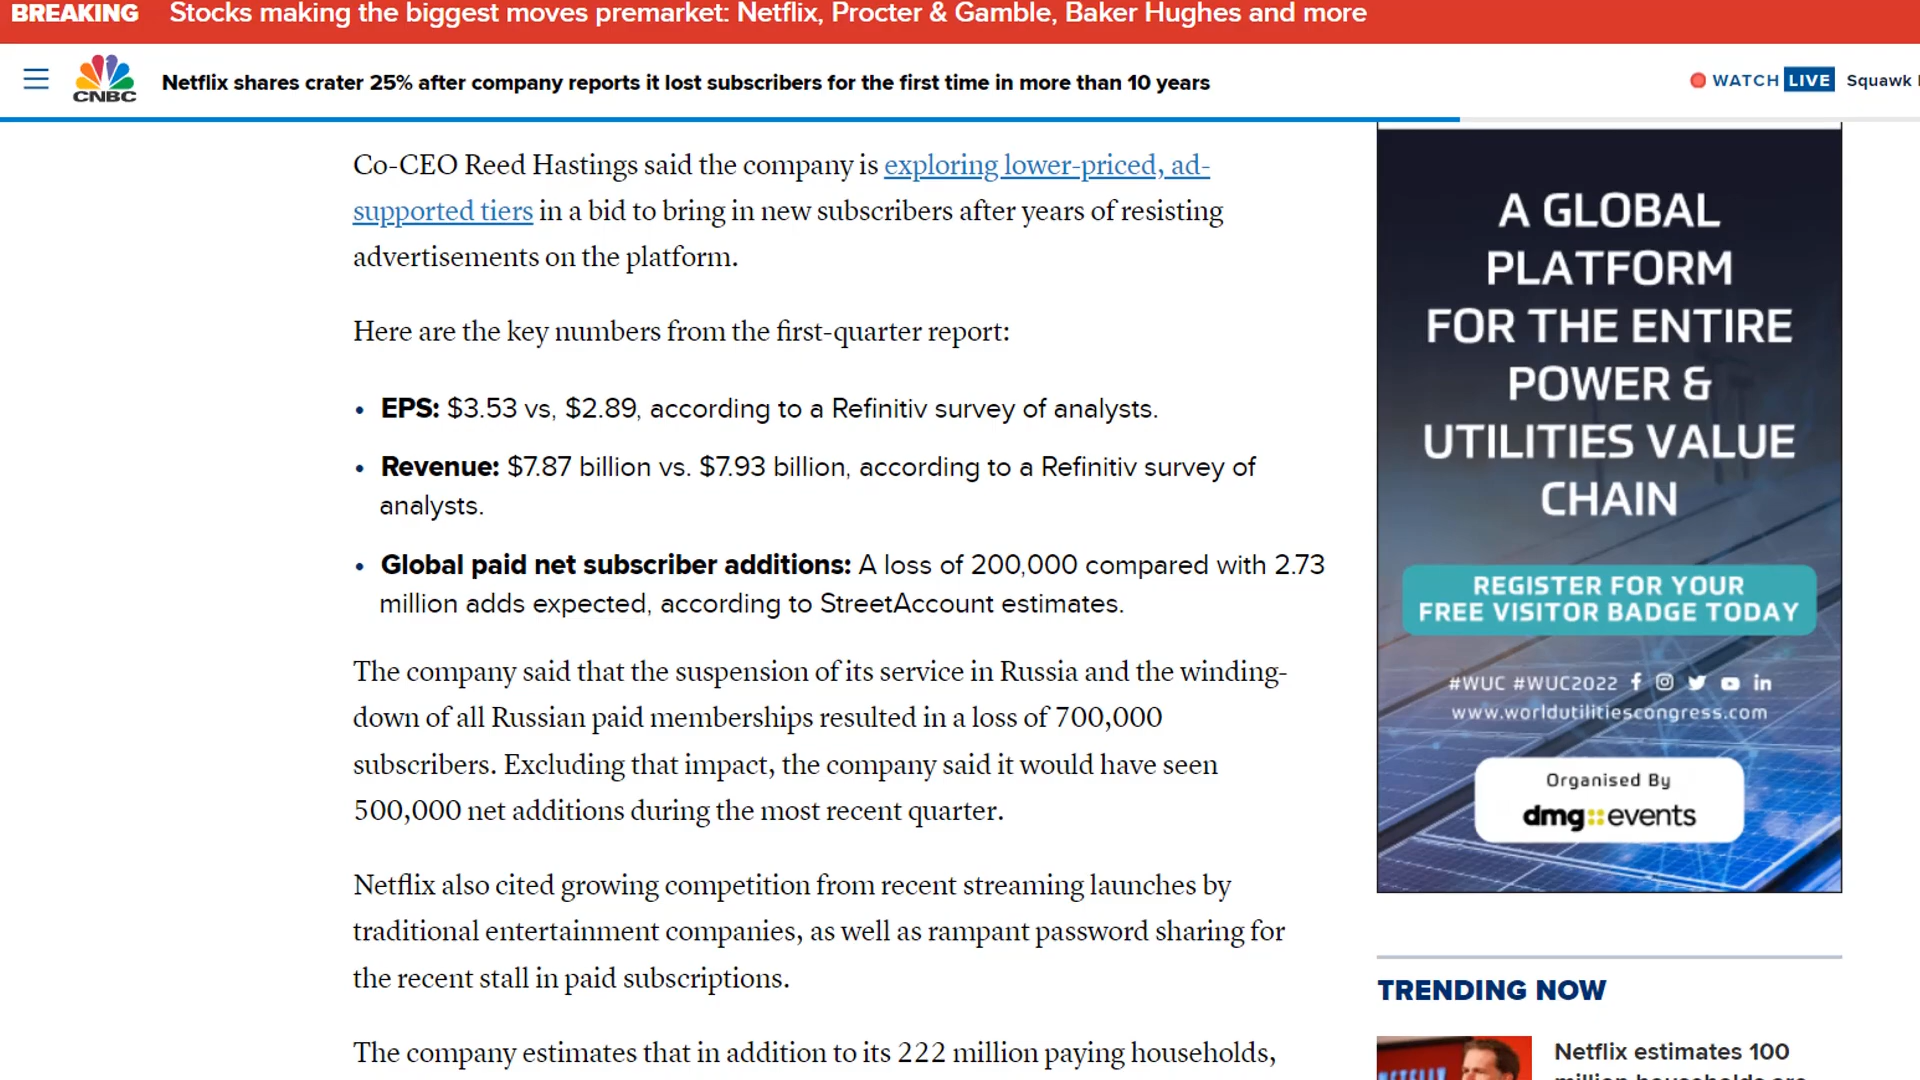 BREAKING Stocks making the biggest moves premarket: Netflix, Procter & Gamble, Baker Hughes and more
CNBC
Netflix shares crater 25% after company reports it lost subscribers for the first time in more than 10 years
WATCH LIVE Squawk
Co-CEO Reed Hastings said the company is exploring lower-priced, ad-
supported tiers in a bid to bring in new subscribers after years of resisting
advertisements on the platform.
Here are the key numbers from the first-quarter report:
• EPS: $3.53 vs, $2.89, according to a Refinitiv survey of analysts.
• Revenue: $7.87 billion vs. $7.93 billion, according to a Refinitiv survey of
analysts.
• Global paid net subscriber additions: A loss of 200,000 compared with 2.73
million adds expected, according to StreetAccount estimates.
The company said that the suspension of its service in Russia and the winding-
down of all Russian paid memberships resulted in a loss of 700,000
subscribers. Excluding that impact, the company said it would have seen
500,000 net additions during the most recent quarter.
Netflix also cited growing competition from recent streaming launches by
traditional entertainment companies, as well as rampant password sharing for
the recent stall in paid subscriptions.
The company estimates that in addition to its 222 million paying households,
A GLOBAL
PLATFORM
FOR THE ENTIRE
POWER &
UTILITIES VALUE
CHAIN
REGISTER FOR YOUR
FREE VISITOR BADGE TODAY
#WUC #WUC2022
www.worldutilitiescongress.com
Organised By
dmg::events
TRENDING NOW
Netflix estimates 100
million households are